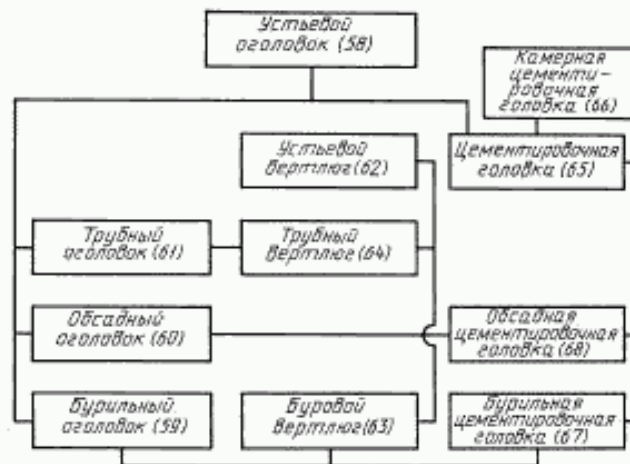 Устьевой
оголовок (58)
Камерная
цементи-
ровочная
головка (66)
Устьевой
вертлюг (62)
Цементировочная
головка (65)
Трубный
оголовок (61)
Трубный
вертлюг (64)
Обсадный
оголовок (60)
Обсадная
цементировочная
головка (68)
Бурильный
оголовок (59)
Буровой
вертлюг (63)
Бурильная
цементировочная
головка (67)